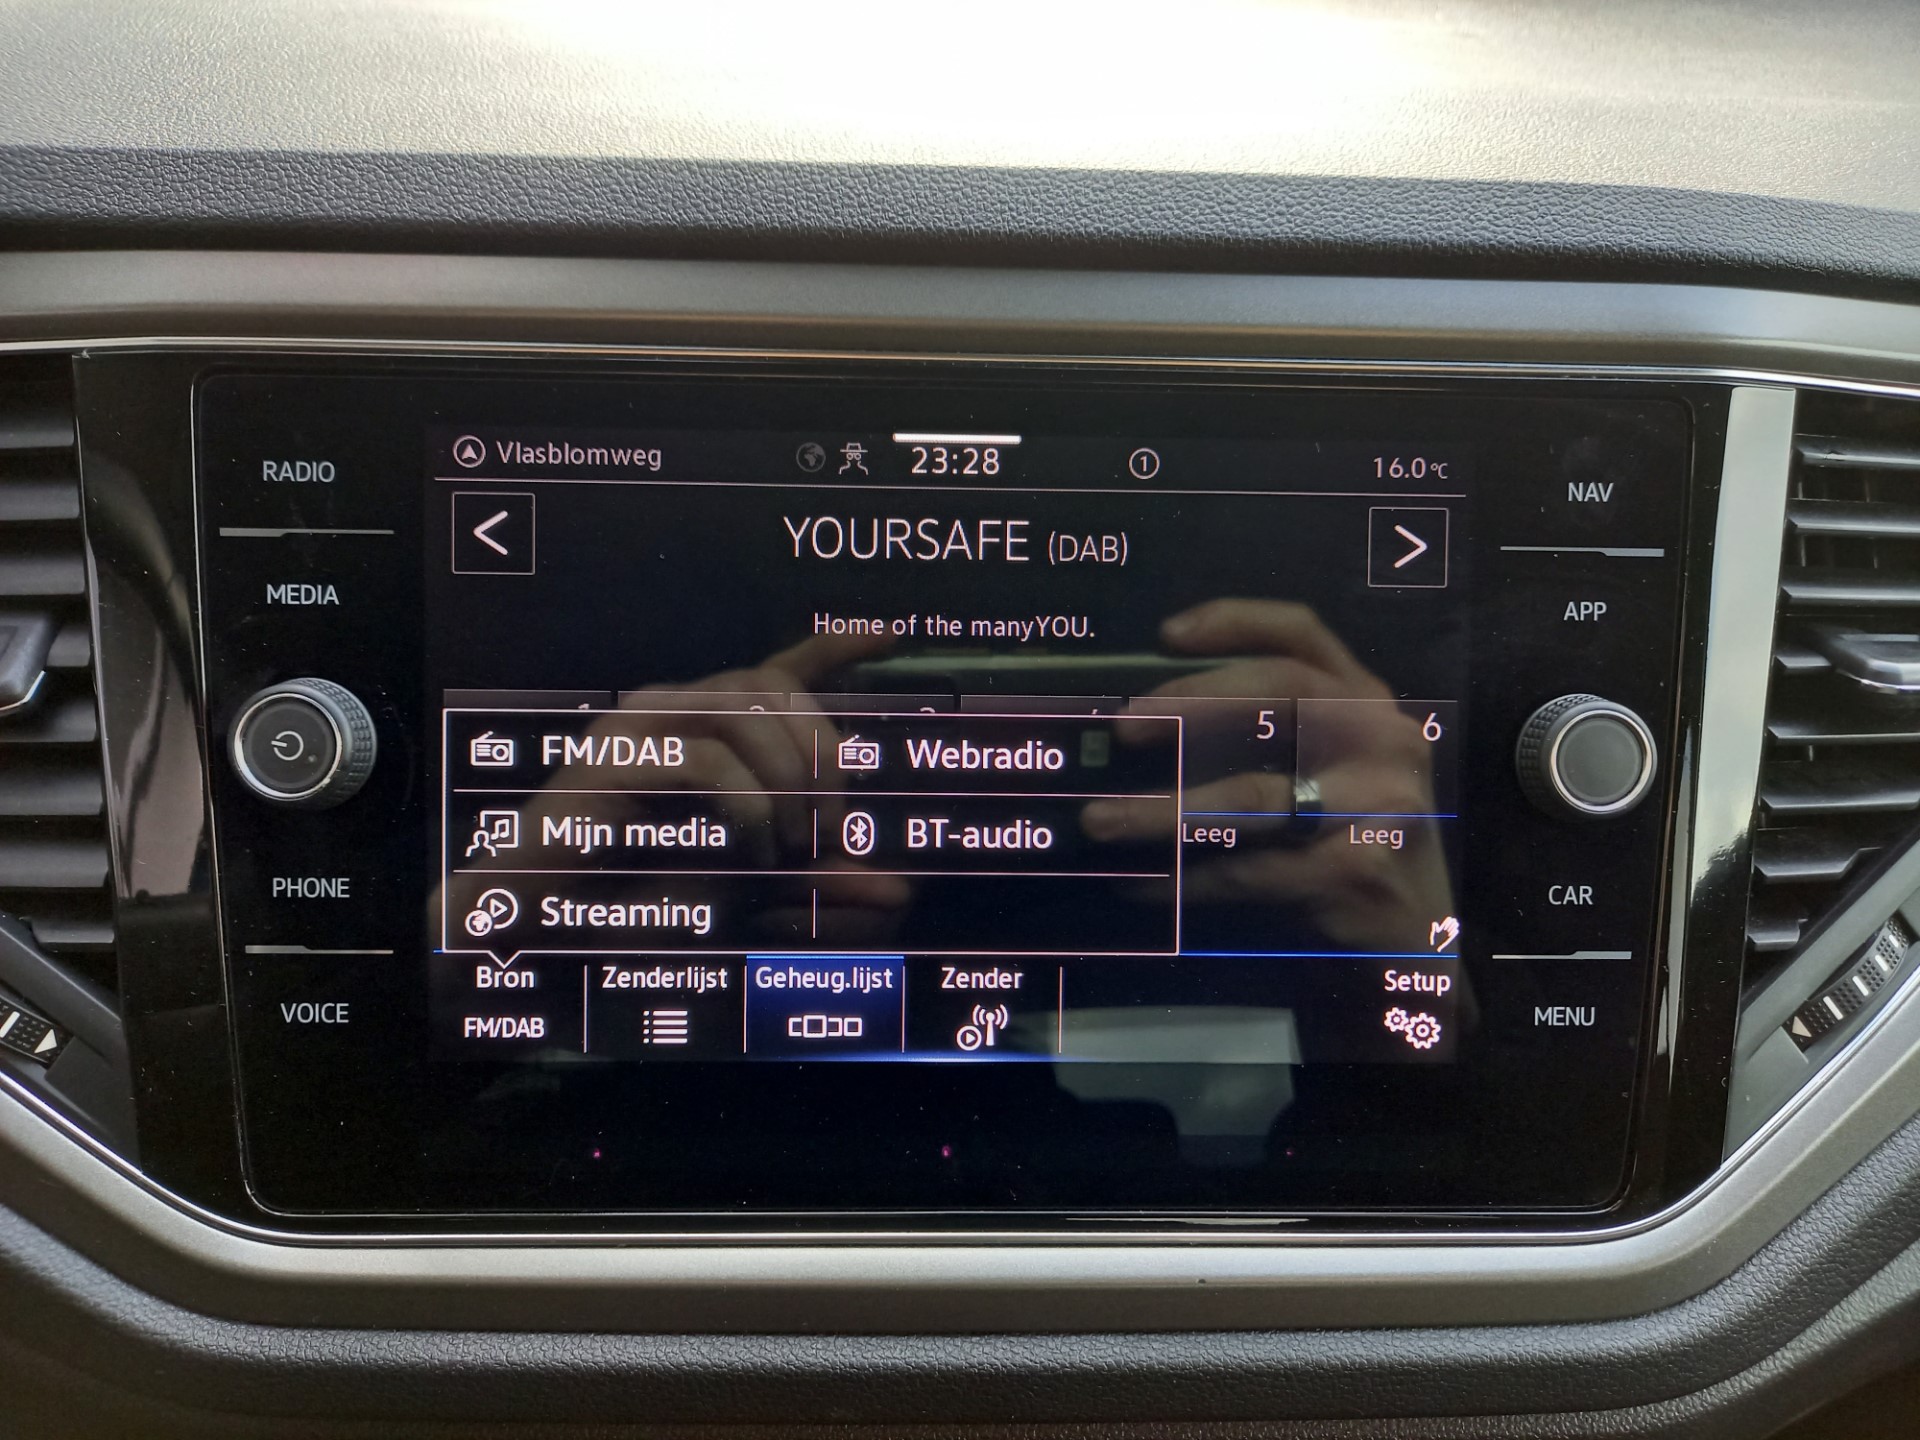 RADIO
MEDIA
PHONE
VOICE
Vlasblomweg
23:28
1
16.0°C
<
YOURSAFE (DAB)
>
Home of the manyYOU.
5
6
FM/DAB
Webradio
Mijn media
BT-audio
Streaming
Leeg
Leeg
Bron
FM/DAB
Zenderlijst
Geheug.lijst
Zender
Setup
NAV
APP
CAR
MENU